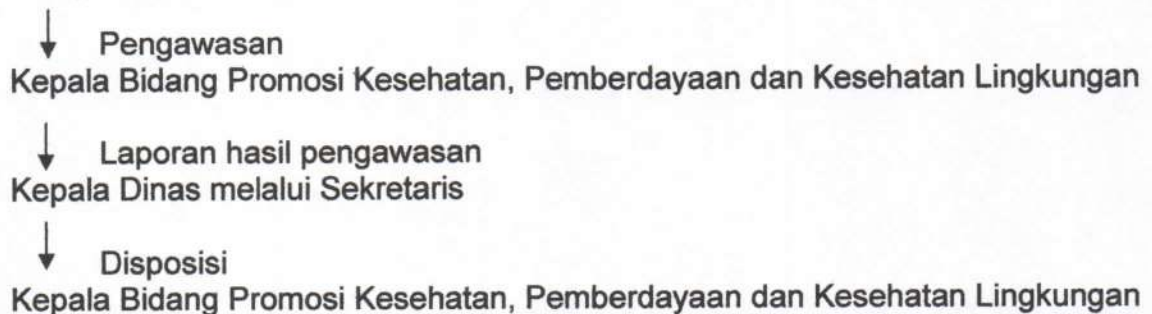 Pengawasan
Kepala Bidang Promosi Kesehatan, Pemberdayaan dan Kesehatan Lingkungan
Laporan hasil pengawasan
Kepala Dinas melalui Sekretaris
Disposisi
Kepala Bidang Promosi Kesehatan, Pemberdayaan dan Kesehatan Lingkungan